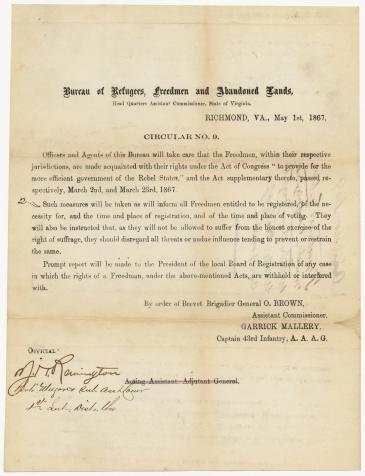 Bureau of Refugees, Freedmen and Abandoned Lands,
Head Quarters Assistant Commissioner, State of Virginia.
RICHMOND, VA., May 1st, 1867.
CIRCULAR NO. 9.
Officers and Agents of this Bureau will take care that the Freedmen, within their respective
jurisdictions, are made acquainted with their rights under the Act of Congress "to provide for the
more efficient government of the Rebel States," and the Act supplementary thereto, passed, re-
spectively, March 2nd, and March 23rd, 1867.
2 Such measures will be taken as will inform all Freedmen entitled to be registered, of the ne-
cessity for, and the time and place of registration, and of the time and place of voting. They
will also be instructed that, as they will not be allowed to suffer from the honest exercise of the
right of suffrage, they should disregard all threats or undue influence tending to prevent or restrain
the same.
Prompt report will be made to the President of the local Board of Registration of any case
in which the rights of a Freedman, under the above-mentioned Acts, are withheld or interfered
with.
By order of Brevet Brigadier General O. BROWN,
Assistant Commissioner.
GARRICK MALLERY,
Captain 43rd Infantry, A. A. A. G.
OFFICIAL:
Remington
Acting Assistant Adjutant General.